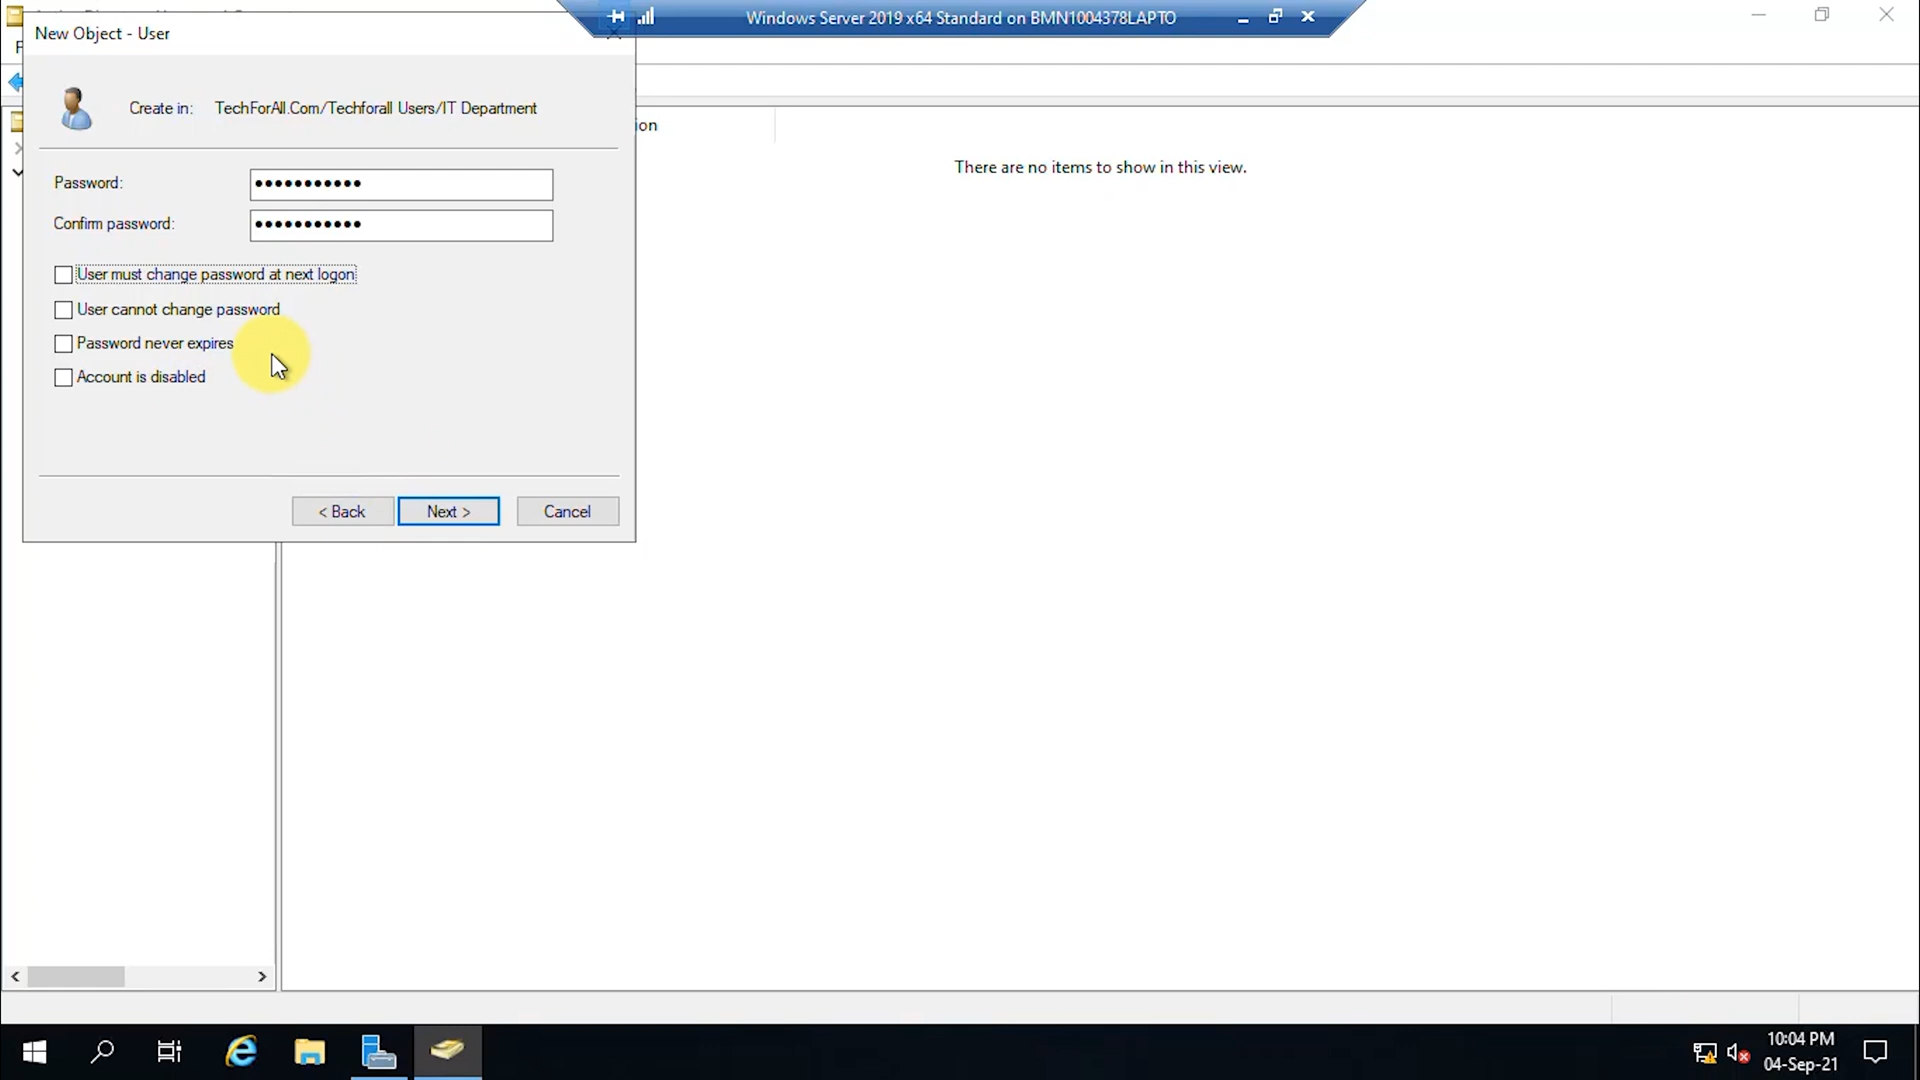 Windows Server 2019 x64 Standard on BMN1004378LAPTO
New Object - User
Create in: TechForAll.Com/Techforall Users/IT Department
ion
There are no items to show in this view.
Password: •••••••••••
Confirm password: •••••••••••
User must change password at next logon
User cannot change password
Password never expires
Account is disabled
< Back
Next >
Cancel
10:04 PM
04-Sep-21